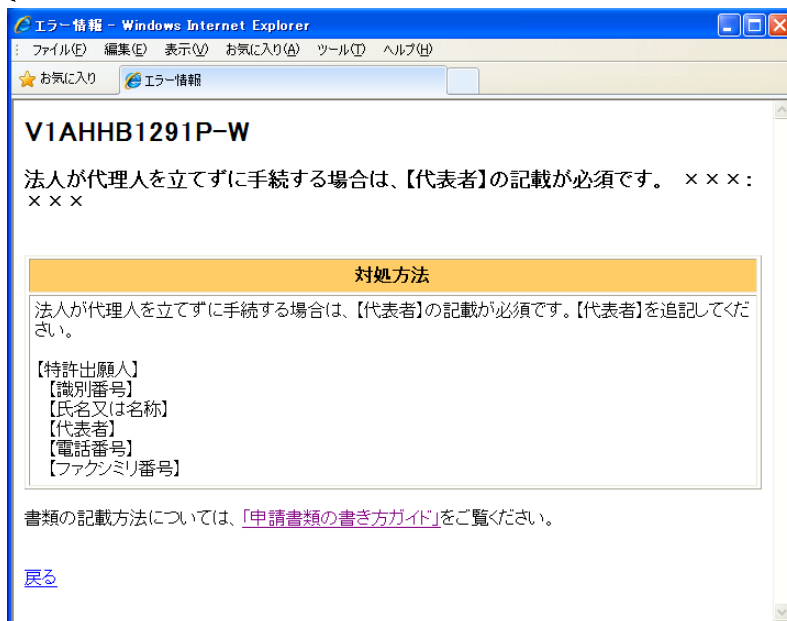 エラー情報 - Windows Internet Explorer
ファイル(F) 編集(E) 表示(V) お気に入り(A) ツール(T) ヘルプ(H)
お気に入り エラー情報
V1AHHB1291P-W
法人が代理人を立てずに手続する場合は、【代表者】の記載が必須です。 ×××:
×××
対処方法
法人が代理人を立てずに手続する場合は、【代表者】の記載が必須です。【代表者】を追記してくだ
さい。
【特許出願人】
【識別番号】
【氏名又は名称】
【代表者】
【電話番号】
【ファクシミリ番号】
書類の記載方法については、「申請書類の書き方ガイド」をご覧ください。
戻る